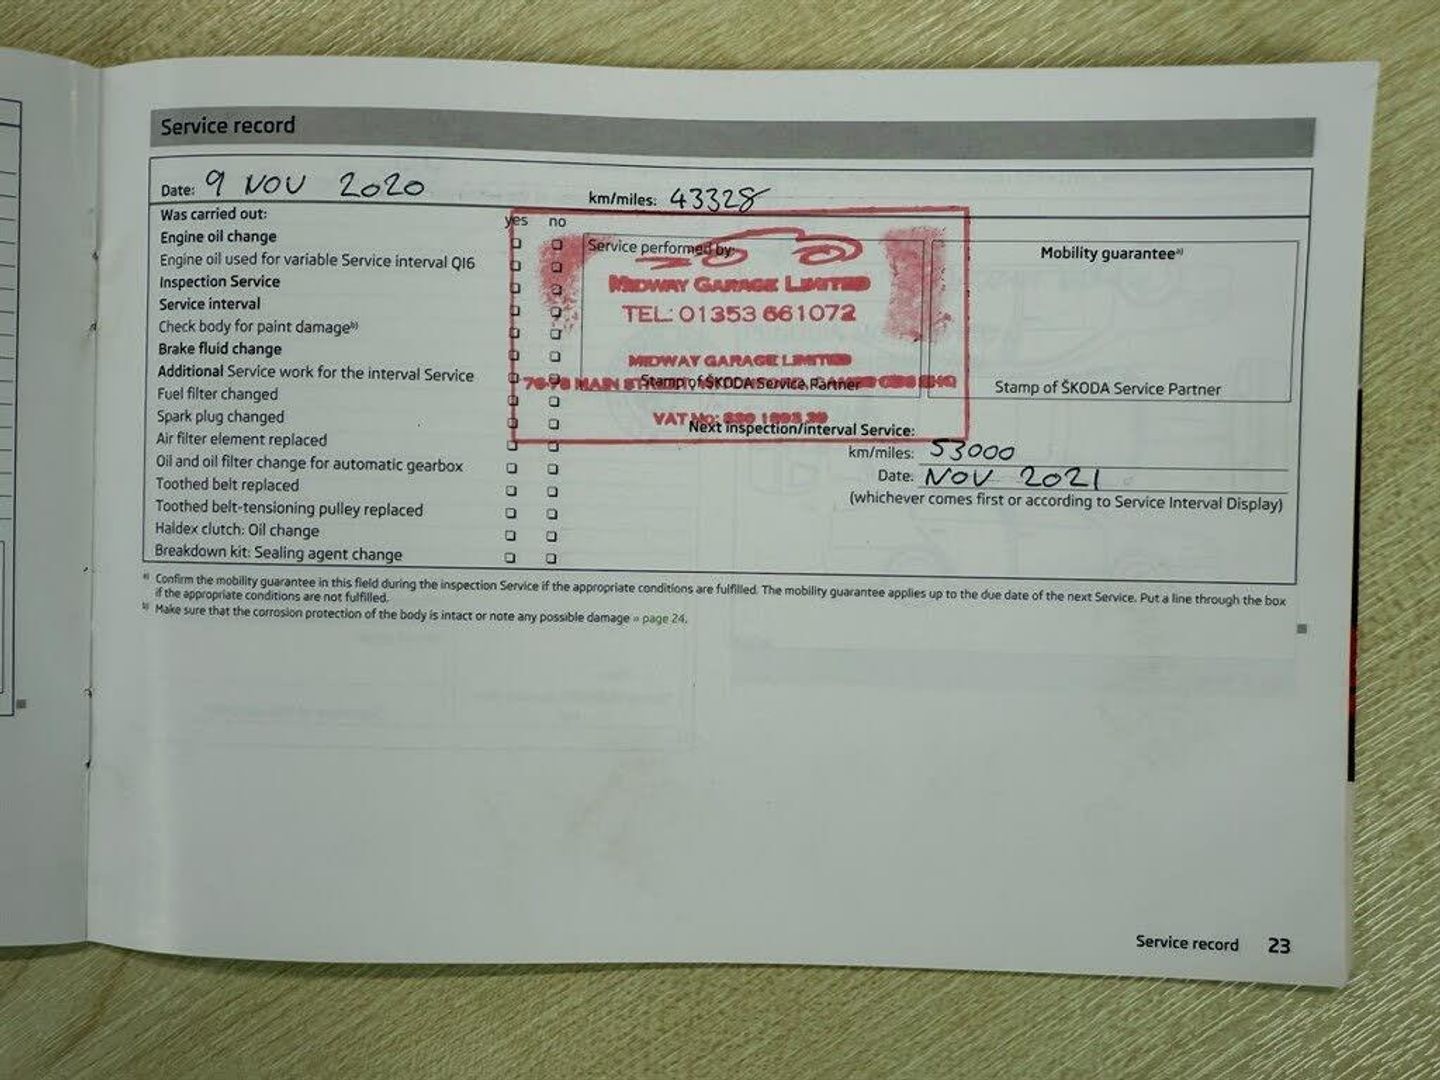 Service record
Date: 9 NOV 2020 km/miles: 43328
Was carried out: yes no
Engine oil change
Engine oil used for variable Service interval QI6
Inspection Service
Service interval
Check body for paint damageᵇ⁾
Brake fluid change
Additional Service work for the interval Service
Fuel filter changed
Spark plug changed
Air filter element replaced
Oil and oil filter change for automatic gearbox
Toothed belt replaced
Toothed belt-tensioning pulley replaced
Haldex clutch: Oil change
Breakdown kit: Sealing agent change
Service performed by:
MIDWAY GARAGE LIMITED
TEL: 01353 661072
MIDWAY GARAGE LIMITED
76-78 MAIN
Stamp of ŠKODA Service Partner
VAT No:
Mobility guaranteeᵃ⁾
Stamp of ŠKODA Service Partner
Next inspection/interval Service:
km/miles: 53000
Date: NOV 2021
(whichever comes first or according to Service Interval Display)
ᵃ⁾ Confirm the mobility guarantee in this field during the inspection Service if the appropriate conditions are fulfilled. The mobility guarantee applies up to the due date of the next Service. Put a line through the box
if the appropriate conditions are not fulfilled.
ᵇ⁾ Make sure that the corrosion protection of the body is intact or note any possible damage » page 24.
Service record 23